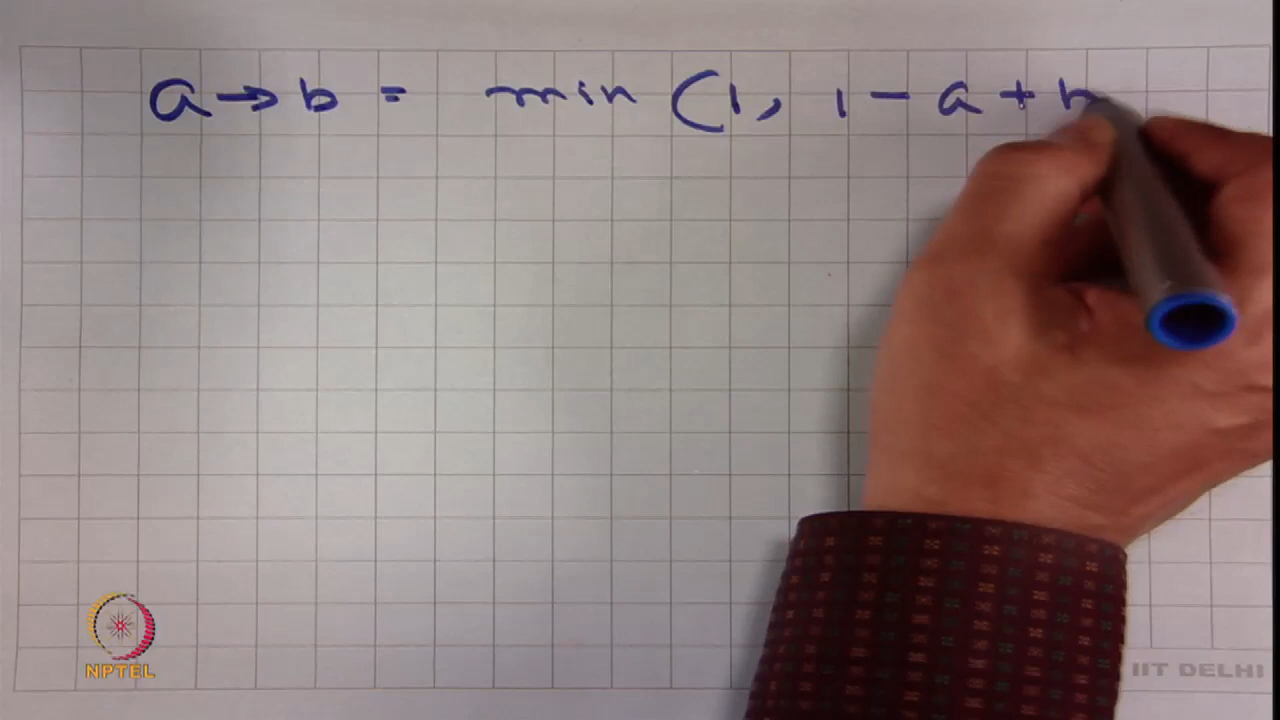 a → b = min (1, 1 - a + b
NPTEL
IIT DELHI